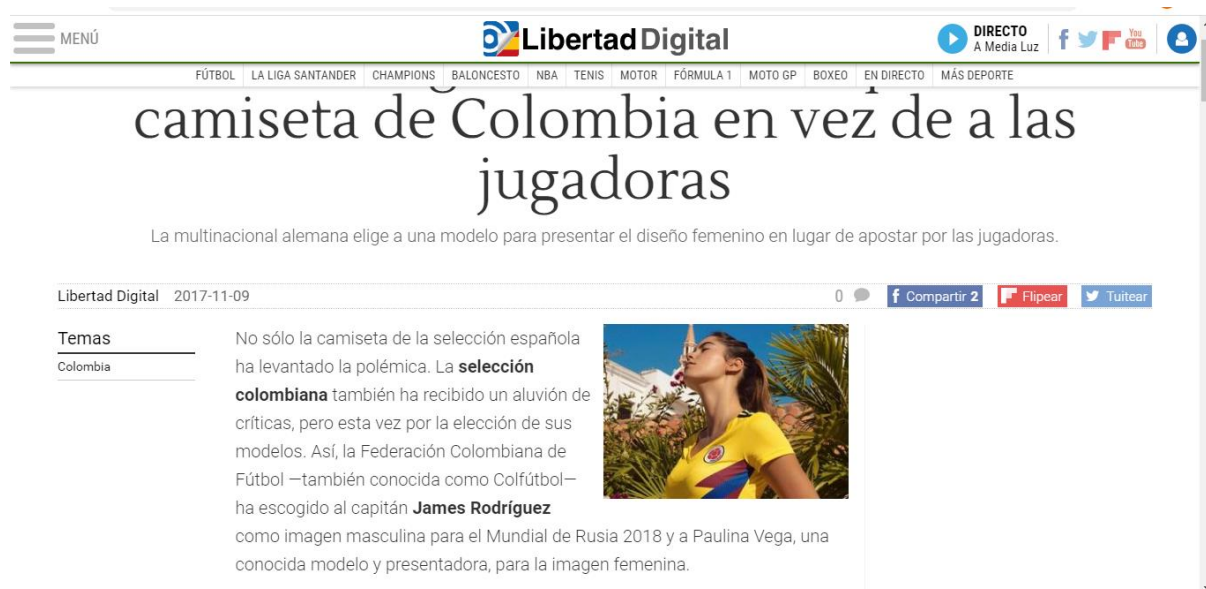 MENÚ
Libertad Digital
DIRECTO
A Media Luz
You
Tube
FÚTBOL LA LIGA SANTANDER CHAMPIONS BALONCESTO NBA TENIS MOTOR FÓRMULA 1 MOTO GP BOXEO EN DIRECTO MÁS DEPORTE
camiseta de Colombia en vez de a las
jugadoras
La multinacional alemana elige a una modelo para presentar el diseño femenino en lugar de apostar por las jugadoras.
Libertad Digital 2017-11-09
0
Compartir 2
Flipear
Tuitear
Temas
Colombia
No sólo la camiseta de la selección española
ha levantado la polémica. La selección
colombiana también ha recibido un aluvión de
críticas, pero esta vez por la elección de sus
modelos. Así, la Federación Colombiana de
Fútbol —también conocida como Colfútbol—
ha escogido al capitán James Rodríguez
como imagen masculina para el Mundial de Rusia 2018 y a Paulina Vega, una
conocida modelo y presentadora, para la imagen femenina.